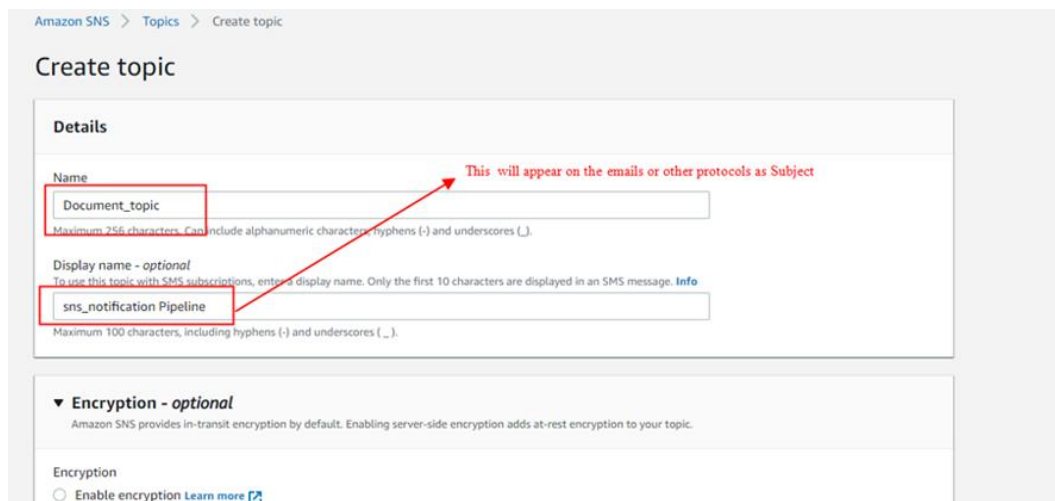 Amazon SNS > Topics > Create topic
Create topic
Details
This will appear on the emails or other protocols as Subject
Name
Document_topic
Maximum 256 characters. Can include alphanumeric characters, hyphens (-) and underscores (_).
Display name - optional
To use this topic with SMS subscriptions, enter a display name. Only the first 10 characters are displayed in an SMS message. Info
sns_notification Pipeline
Maximum 100 characters, including hyphens (-) and underscores ( _ ).
Encryption - optional
Amazon SNS provides in-transit encryption by default. Enabling server-side encryption adds at-rest encryption to your topic.
Encryption
Enable encryption Learn more